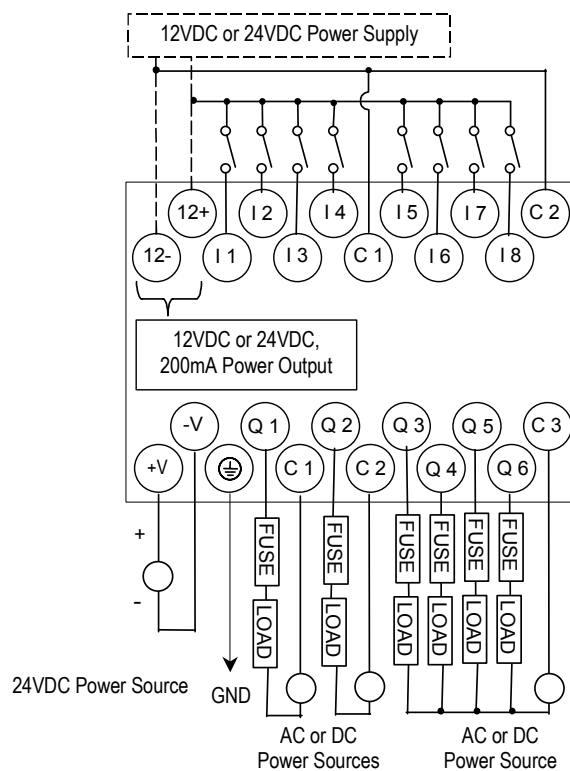 12VDC or 24VDC Power Supply
12+ I 2 I 4 I 5 I 7 C 2
12- I 1 I 3 C 1 I 6 I 8
12VDC or 24VDC,
200mA Power Output
-V Q 1 Q 2 Q 3 Q 5 C 3
+V C 1 C 2 Q 4 Q 6
FUSE FUSE FUSE FUSE FUSE FUSE
+
-
LOAD LOAD LOAD LOAD LOAD LOAD
24VDC Power Source
GND
AC or DC
Power Sources
AC or DC
Power Source